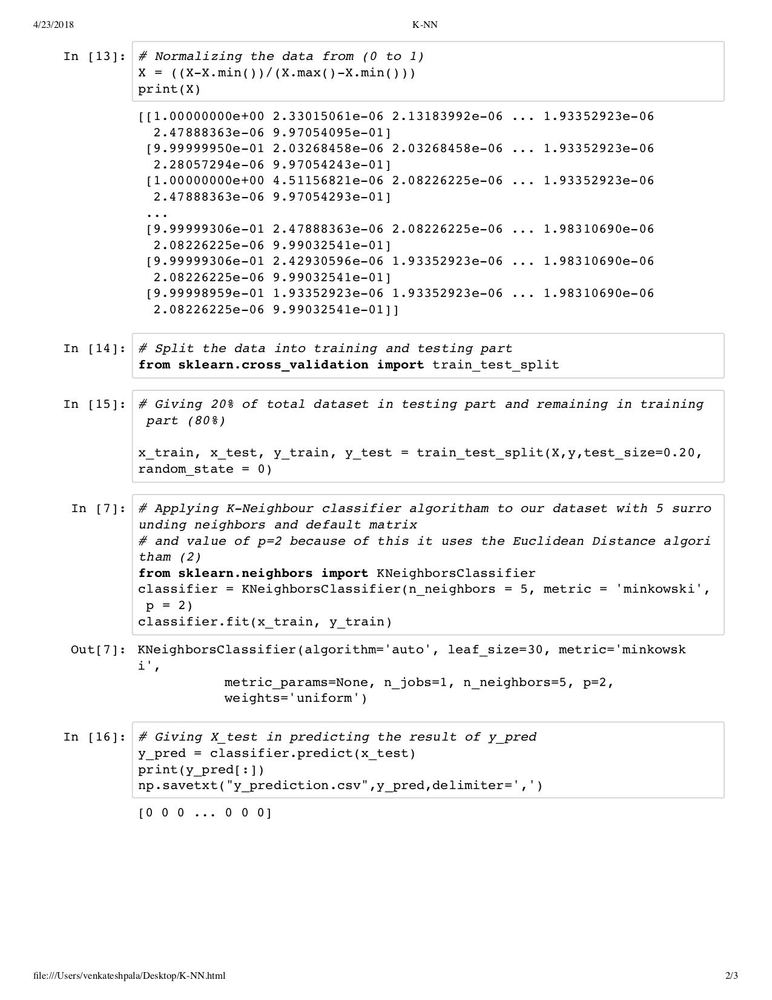 4/23/2018 K-NN
In [13]: # Normalizing the data from (0 to 1)
X = ((X-X.min())/(X.max()-X.min()))
print(X)
[[1.00000000e+00 2.33015061e-06 2.13183992e-06 ... 1.93352923e-06
2.47888363e-06 9.97054095e-01]
[9.99999950e-01 2.03268458e-06 2.03268458e-06 ... 1.93352923e-06
2.28057294e-06 9.97054243e-01]
[1.00000000e+00 4.51156821e-06 2.08226225e-06 ... 1.93352923e-06
2.47888363e-06 9.97054293e-01]
...
[9.99999306e-01 2.47888363e-06 2.08226225e-06 ... 1.98310690e-06
2.08226225e-06 9.99032541e-01]
[9.99999306e-01 2.42930596e-06 1.93352923e-06 ... 1.98310690e-06
2.08226225e-06 9.99032541e-01]
[9.99998959e-01 1.93352923e-06 1.93352923e-06 ... 1.98310690e-06
2.08226225e-06 9.99032541e-01]]
In [14]: # Split the data into training and testing part
from sklearn.cross_validation import train_test_split
In [15]: # Giving 20% of total dataset in testing part and remaining in training
part (80%)
x_train, x_test, y_train, y_test = train_test_split(X,y,test_size=0.20,
random_state = 0)
In [7]: # Applying K-Neighbour classifier algoritham to our dataset with 5 surro
unding neighbors and default matrix
# and value of p=2 because of this it uses the Euclidean Distance algori
tham (2)
from sklearn.neighbors import KNeighborsClassifier
classifier = KNeighborsClassifier(n_neighbors = 5, metric = 'minkowski',
p = 2)
classifier.fit(x_train, y_train)
Out[7]: KNeighborsClassifier(algorithm='auto', leaf_size=30, metric='minkowsk
i',
metric_params=None, n_jobs=1, n_neighbors=5, p=2,
weights='uniform')
In [16]: # Giving X_test in predicting the result of y_pred
y_pred = classifier.predict(x_test)
print(y_pred[:])
np.savetxt("y_prediction.csv",y_pred,delimiter=',')
[0 0 0 ... 0 0 0]
file:///Users/venkateshpala/Desktop/K-NN.html 2/3